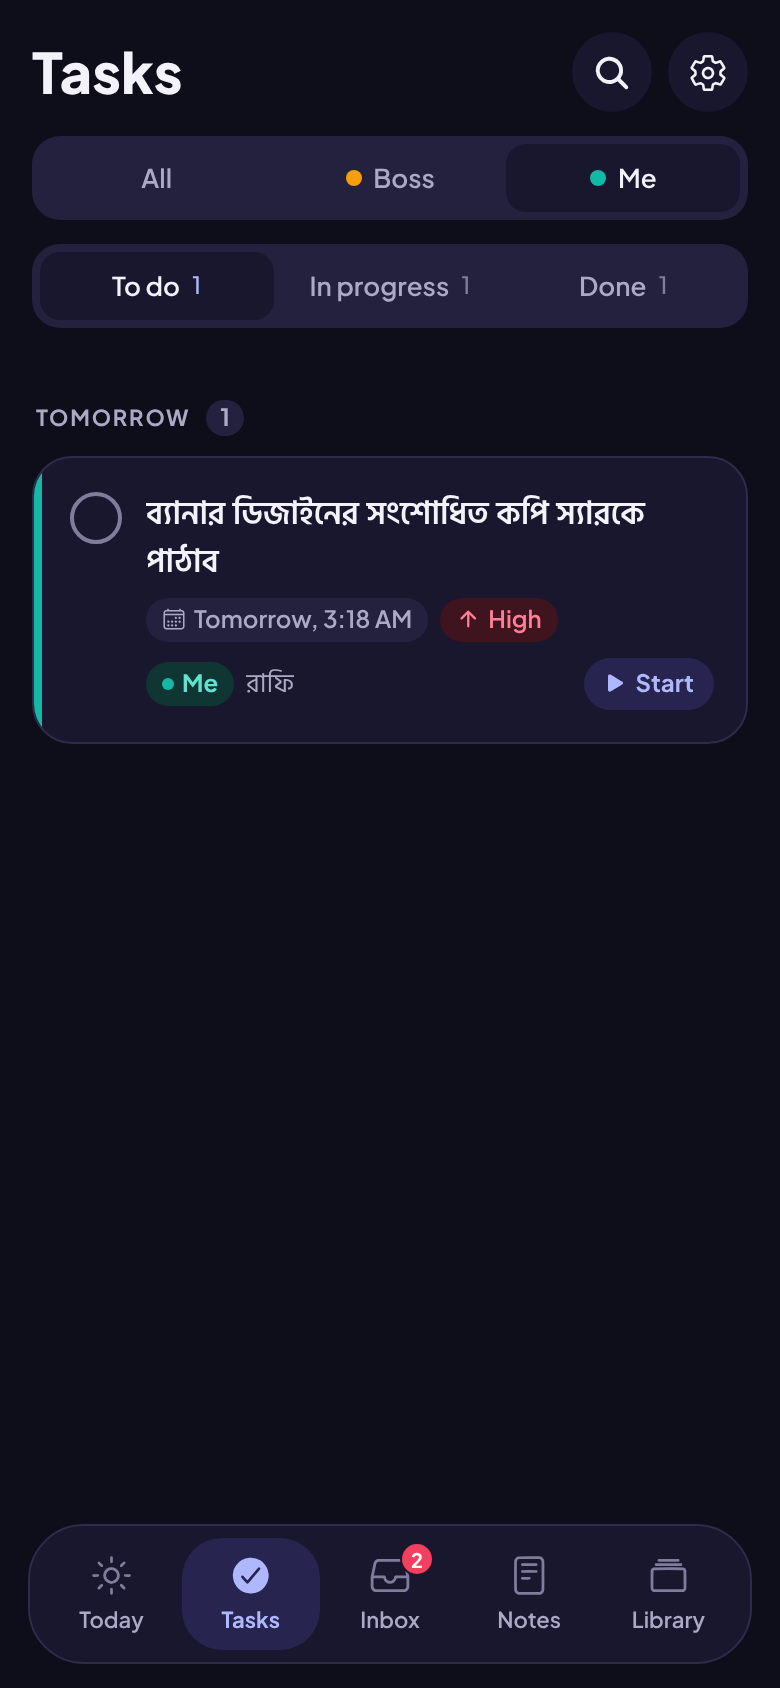 Tasks
All
Boss
Me
To do 1
In progress 1
Done 1
TOMORROW 1
ব্যানার ডিজাইনের সংশোধিত কপি স্যারকে
পাঠাব
Tomorrow, 3:18 AM
High
Me
রাফি
Start
2
Today
Tasks
Inbox
Notes
Library